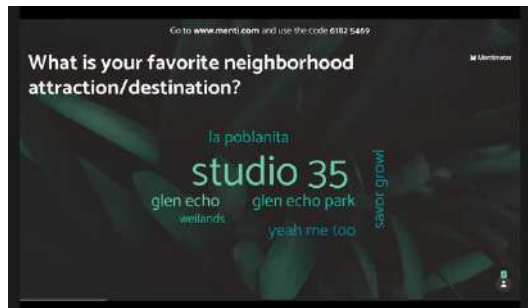 Go to www.menti.com and use the code 6182 5469
What is your favorite neighborhood
attraction/destination?
Mentimeter
la poblanita
studio 35
savor growl
glen echo
glen echo park
weilands
yeah me too